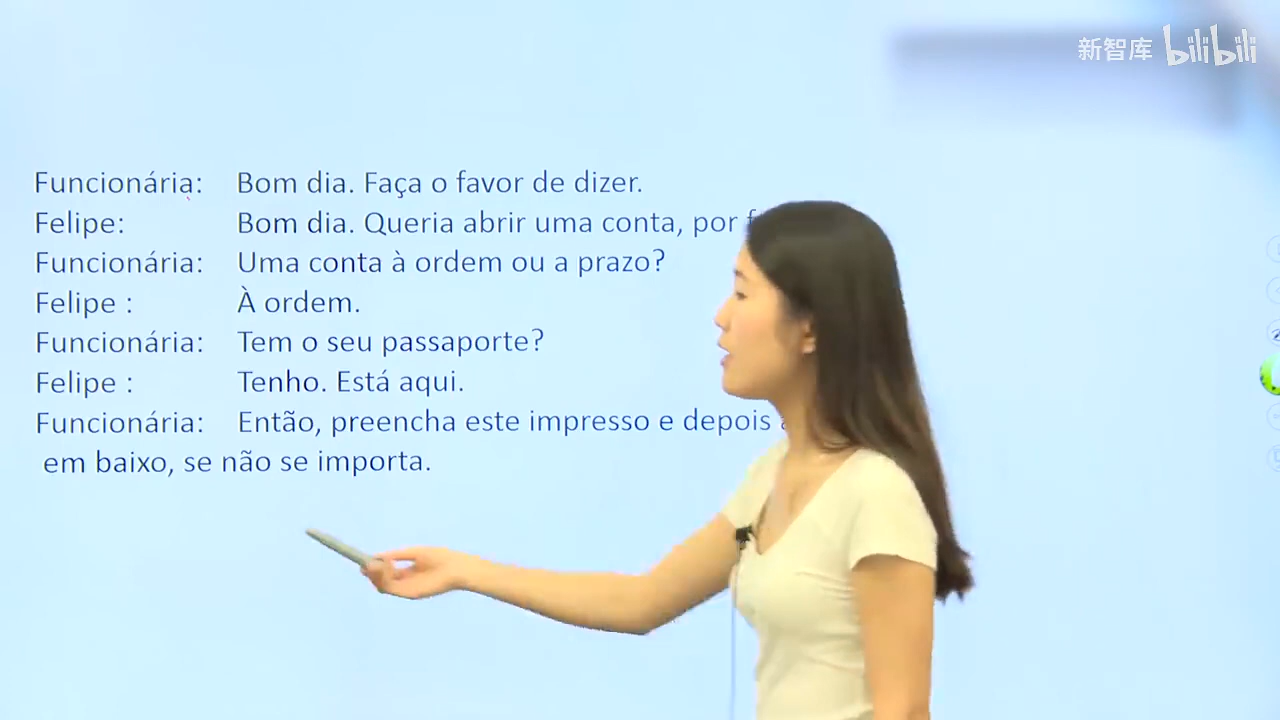 新智库 bilibili
Funcionária: Bom dia. Faça o favor de dizer.
Felipe: Bom dia. Queria abrir uma conta, por
Funcionária: Uma conta à ordem ou a prazo?
Felipe : À ordem.
Funcionária: Tem o seu passaporte?
Felipe : Tenho. Está aqui.
Funcionária: Então, preencha este impresso e depois
em baixo, se não se importa.